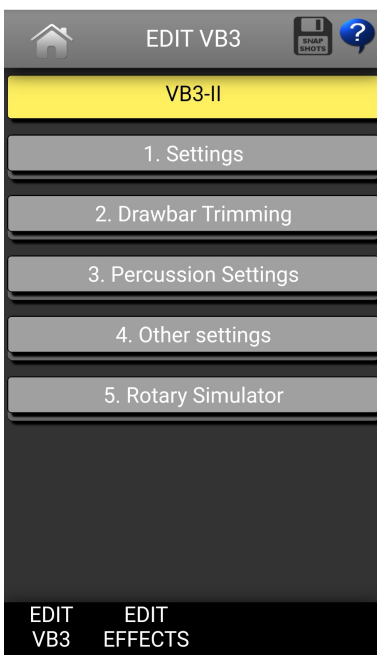 EDIT VB3
SNAP
SHOTS
?
VB3-II
1. Settings
2. Drawbar Trimming
3. Percussion Settings
4. Other settings
5. Rotary Simulator
EDIT EDIT
VB3 EFFECTS